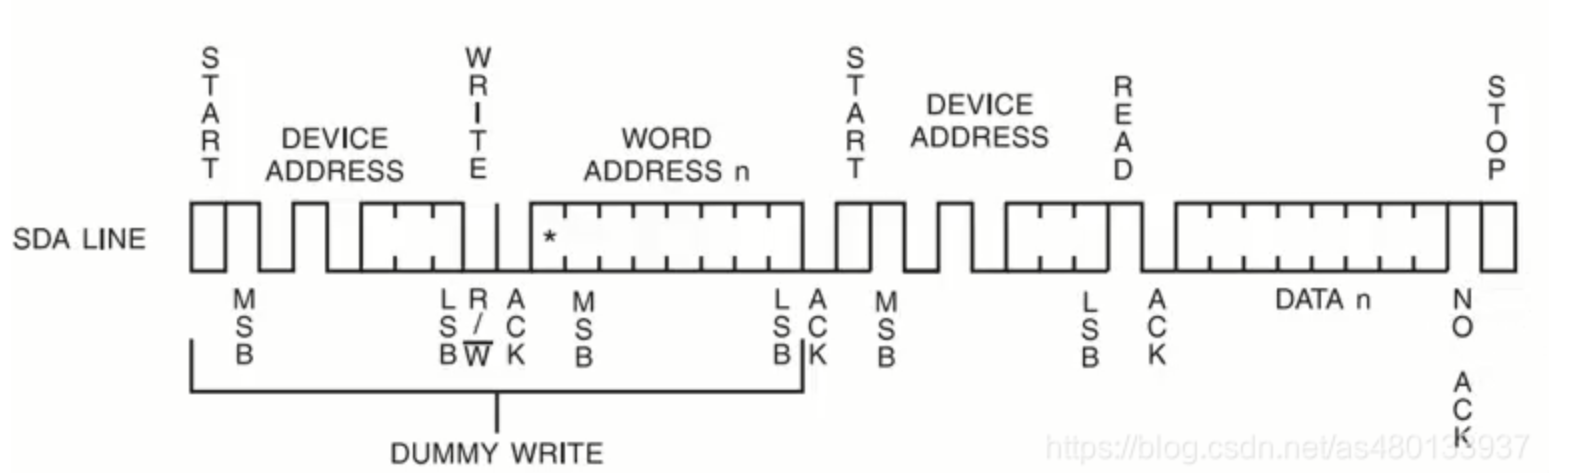 START
WRITE
START
READ
STOP
DEVICE
ADDRESS
WORD
ADDRESS n
DEVICE
ADDRESS
SDA LINE
*
MSB
LSB
R/W
ACK
MSB
LSB
ACK
MSB
LSB
ACK
DATA n
NO ACK
DUMMY WRITE
https://blog.csdn.net/as480133937